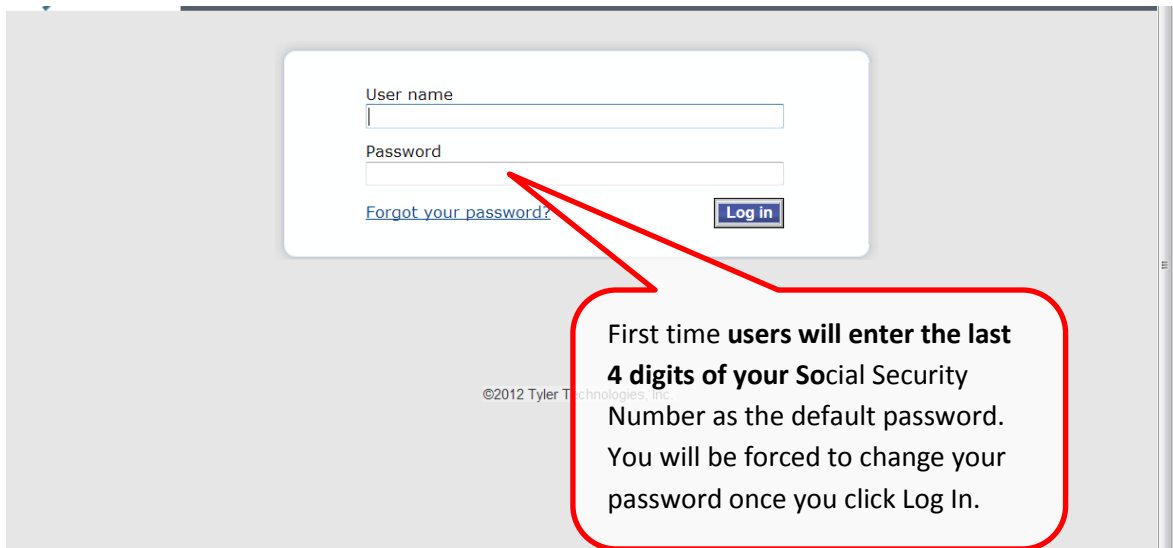 User name
Password
Forgot your password?
Log in
First time users will enter the last
4 digits of your Social Security
Number as the default password.
You will be forced to change your
password once you click Log In.
©2012 Tyler Technologies, Inc.